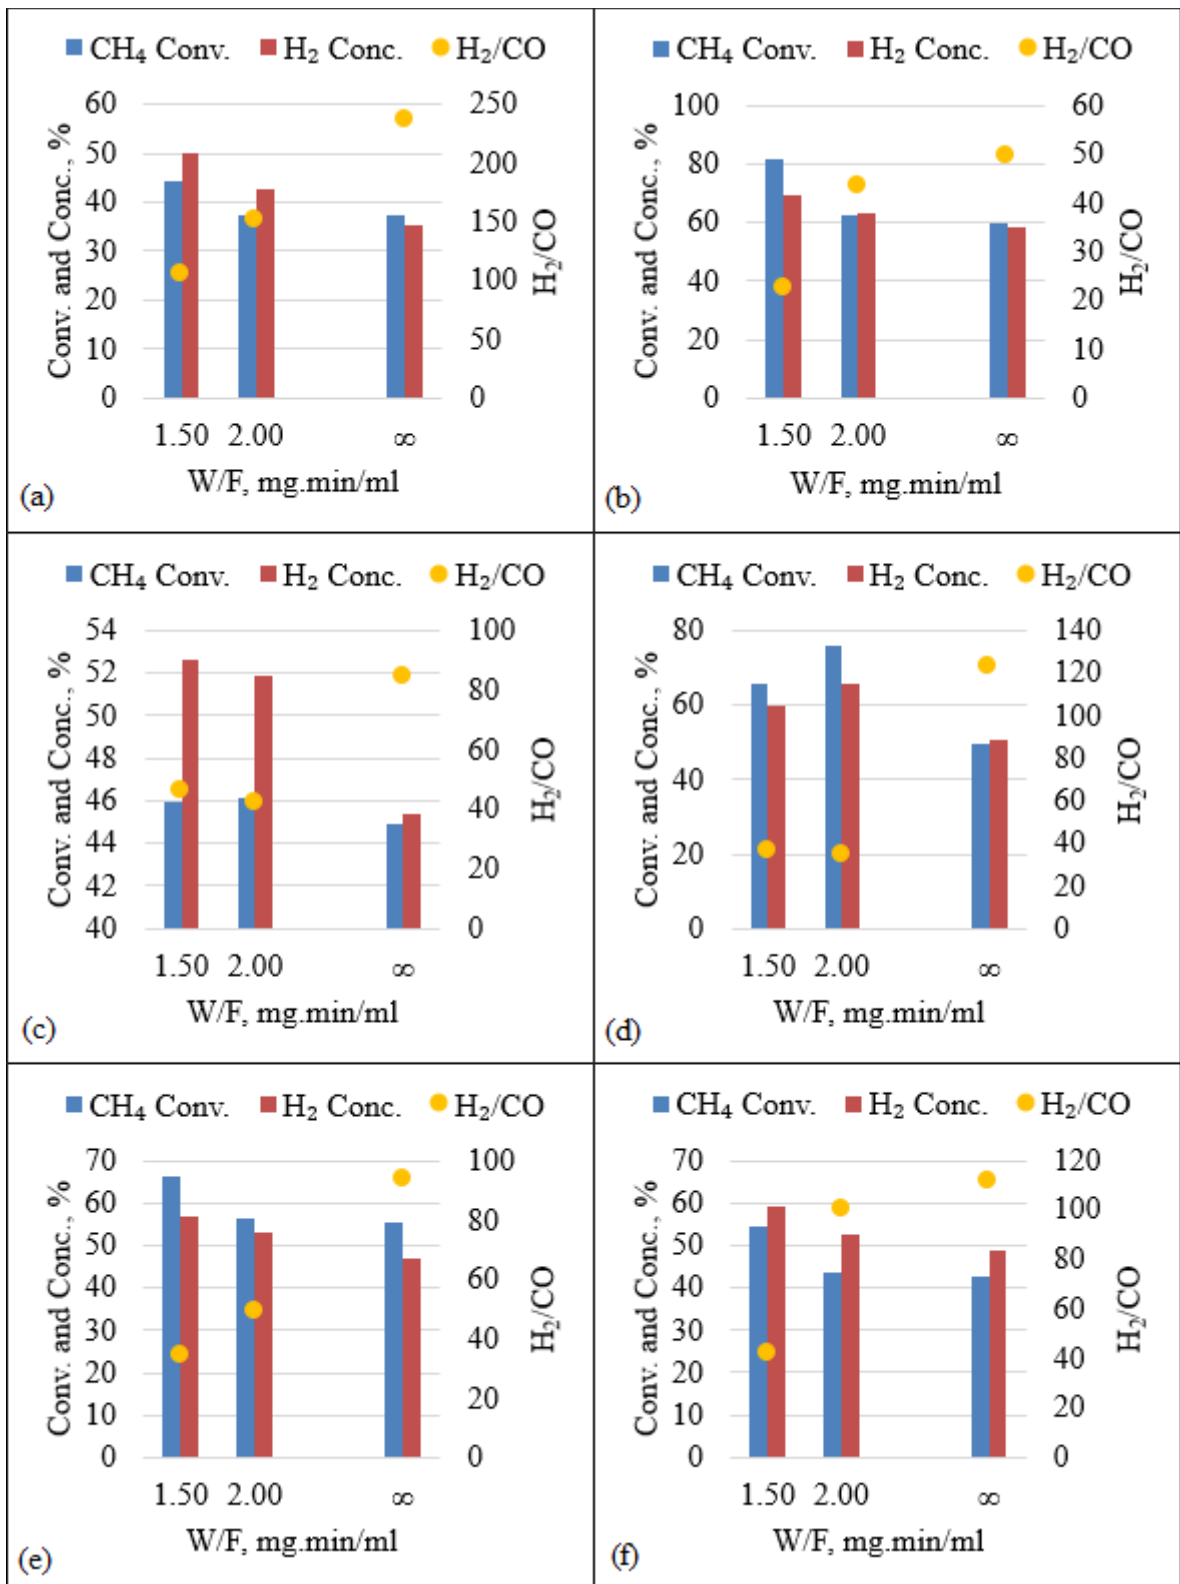 CH₄ Conv. H₂ Conc. H₂/CO
Conv. and Conc., %
60
50
40
30
20
10
0
250
200
150
100
50
0
H₂/CO
1.50 2.00 ∞
W/F, mg.min/ml
(a)
CH₄ Conv. H₂ Conc. H₂/CO
Conv. and Conc., %
100
80
60
40
20
0
60
50
40
30
20
10
0
H₂/CO
1.50 2.00 ∞
W/F, mg.min/ml
(b)
CH₄ Conv. H₂ Conc. H₂/CO
Conv. and Conc., %
54
52
50
48
46
44
42
40
100
80
60
40
20
0
H₂/CO
1.50 2.00 ∞
W/F, mg.min/ml
(c)
CH₄ Conv. H₂ Conc. H₂/CO
Conv. and Conc., %
80
60
40
20
0
140
120
100
80
60
40
20
0
H₂/CO
1.50 2.00 ∞
W/F, mg.min/ml
(d)
CH₄ Conv. H₂ Conc. H₂/CO
Conv. and Conc., %
70
60
50
40
30
20
10
0
100
80
60
40
20
0
H₂/CO
1.50 2.00 ∞
W/F, mg.min/ml
(e)
CH₄ Conv. H₂ Conc. H₂/CO
Conv. and Conc., %
70
60
50
40
30
20
10
0
120
100
80
60
40
20
0
H₂/CO
1.50 2.00 ∞
W/F, mg.min/ml
(f)